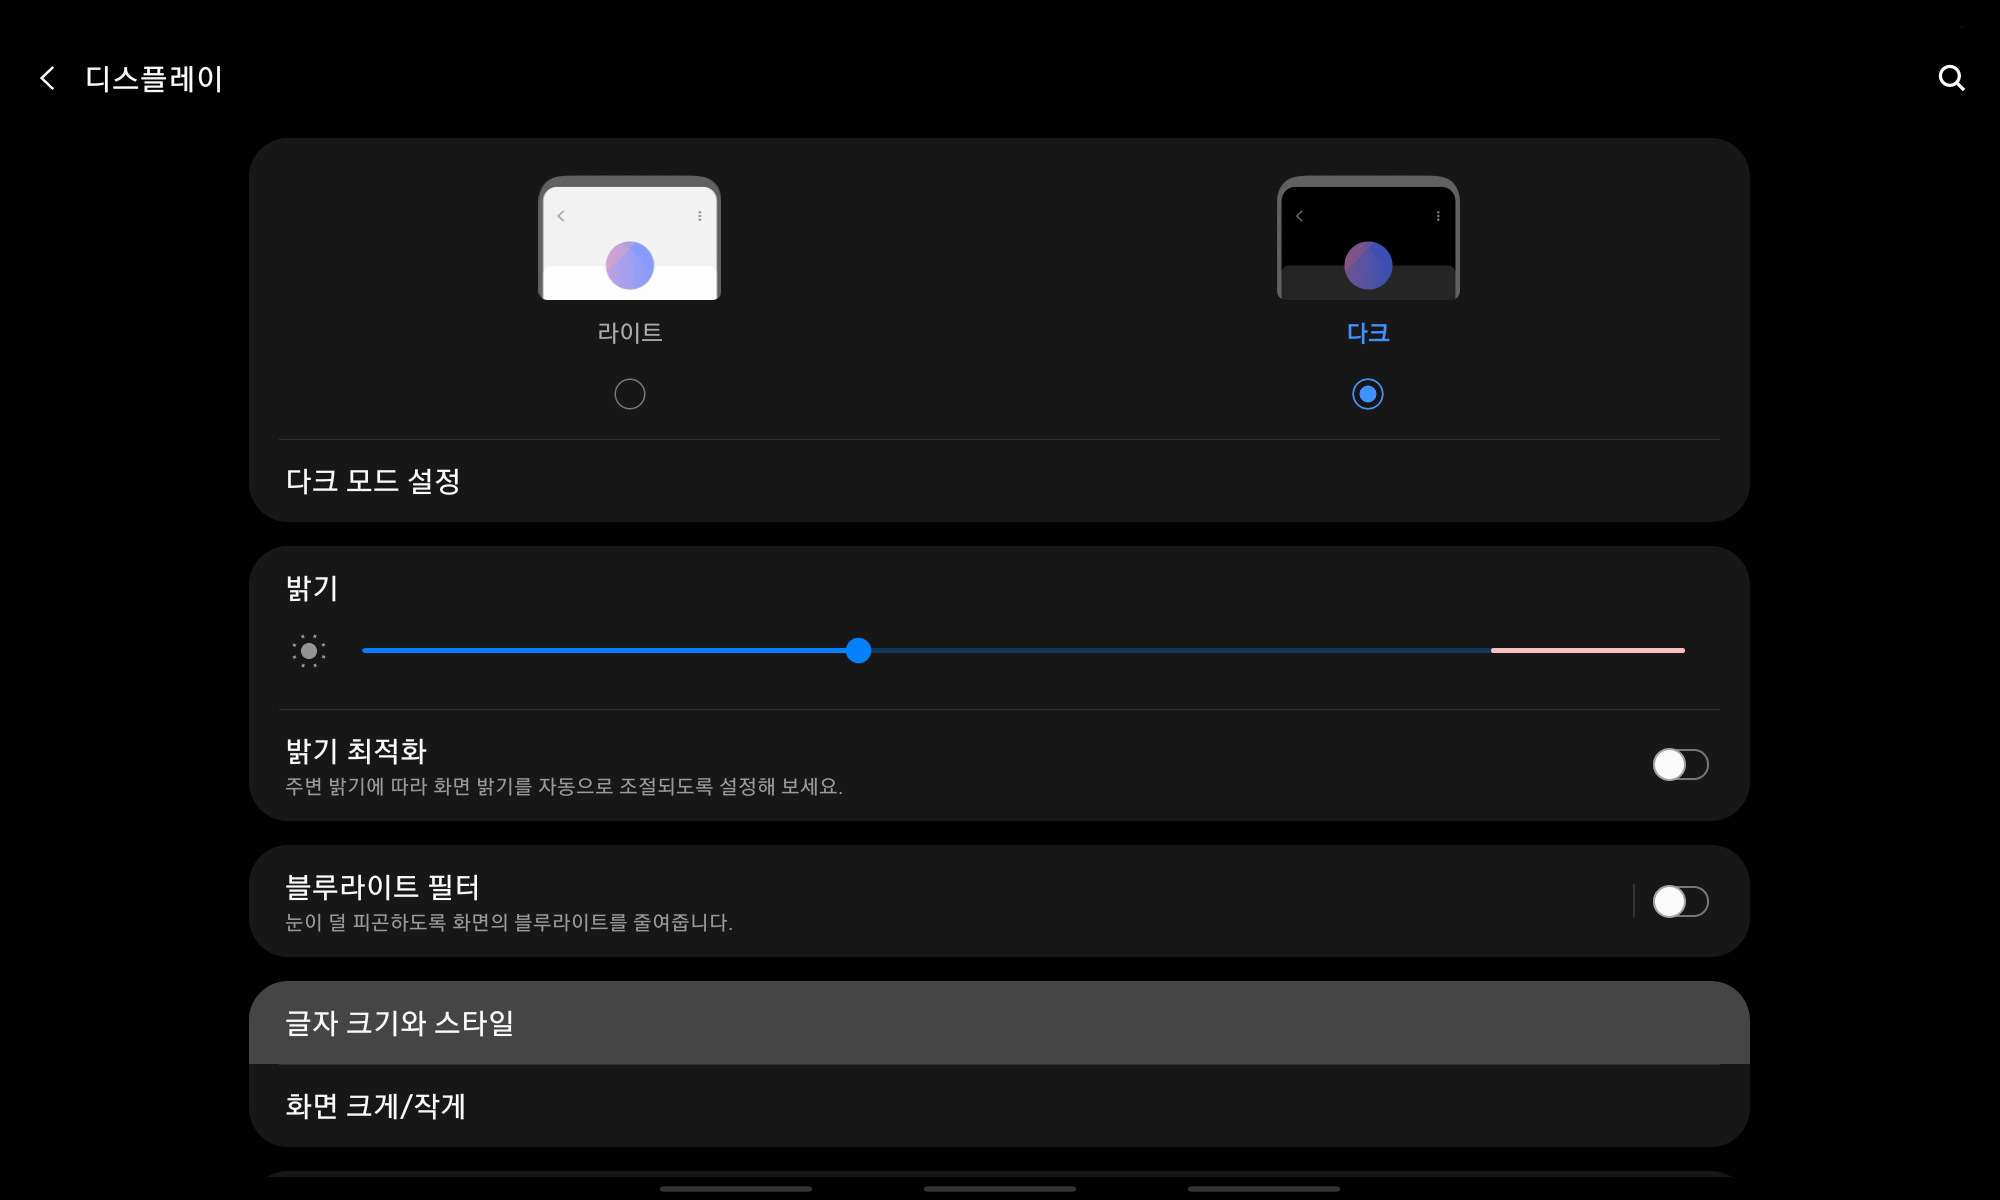 디스플레이
라이트
다크
다크 모드 설정
밝기
밝기 최적화
주변 밝기에 따라 화면 밝기를 자동으로 조절되도록 설정해 보세요.
블루라이트 필터
눈이 덜 피곤하도록 화면의 블루라이트를 줄여줍니다.
글자 크기와 스타일
화면 크게/작게